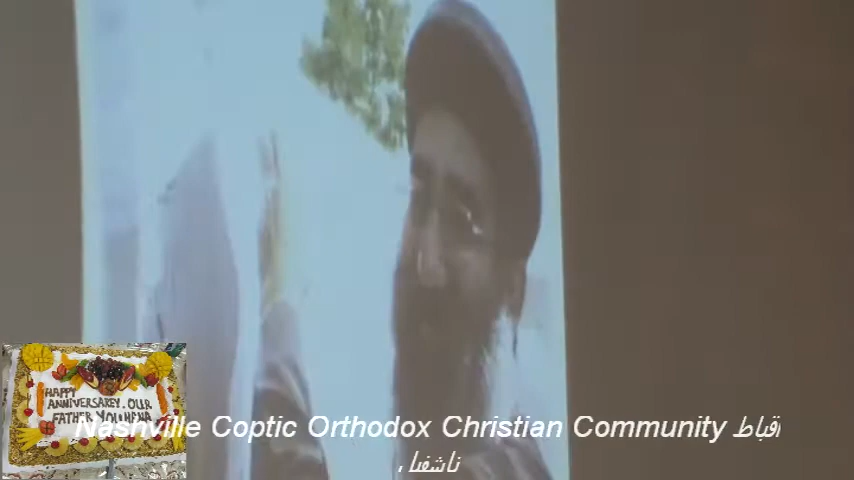 HAPPY
ANNIVERSAREY. OUR
FATHER YOUHENA
Nashville Coptic Orthodox Christian Community اقباط
ناشفيل